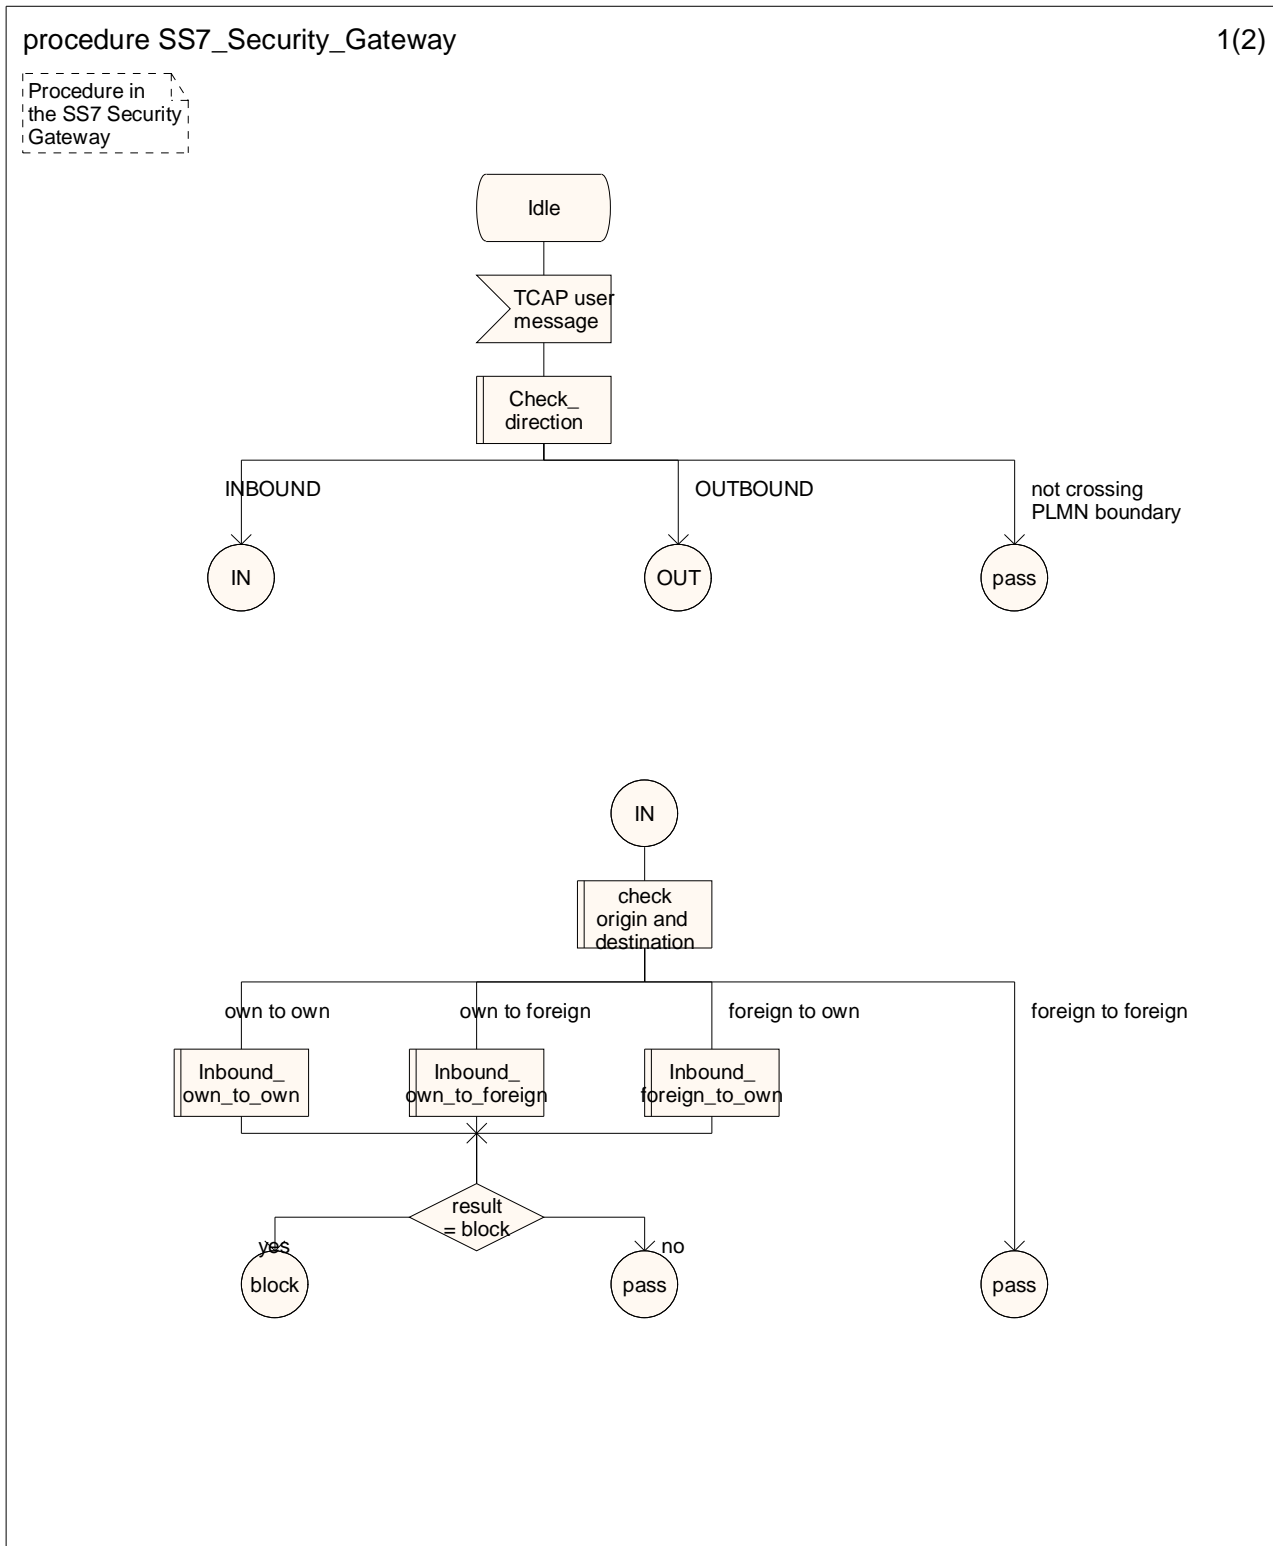 procedure SS7_Security_Gateway
1(2)
Procedure in
the SS7 Security
Gateway
Idle
TCAP user
message
Check_
direction
INBOUND
OUTBOUND
not crossing
PLMN boundary
IN
OUT
pass
IN
check
origin and
destination
own to own
own to foreign
foreign to own
foreign to foreign
Inbound_
own_to_own
Inbound_
own_to_foreign
Inbound_
foreign_to_own
result
= block
yes
no
block
pass
pass